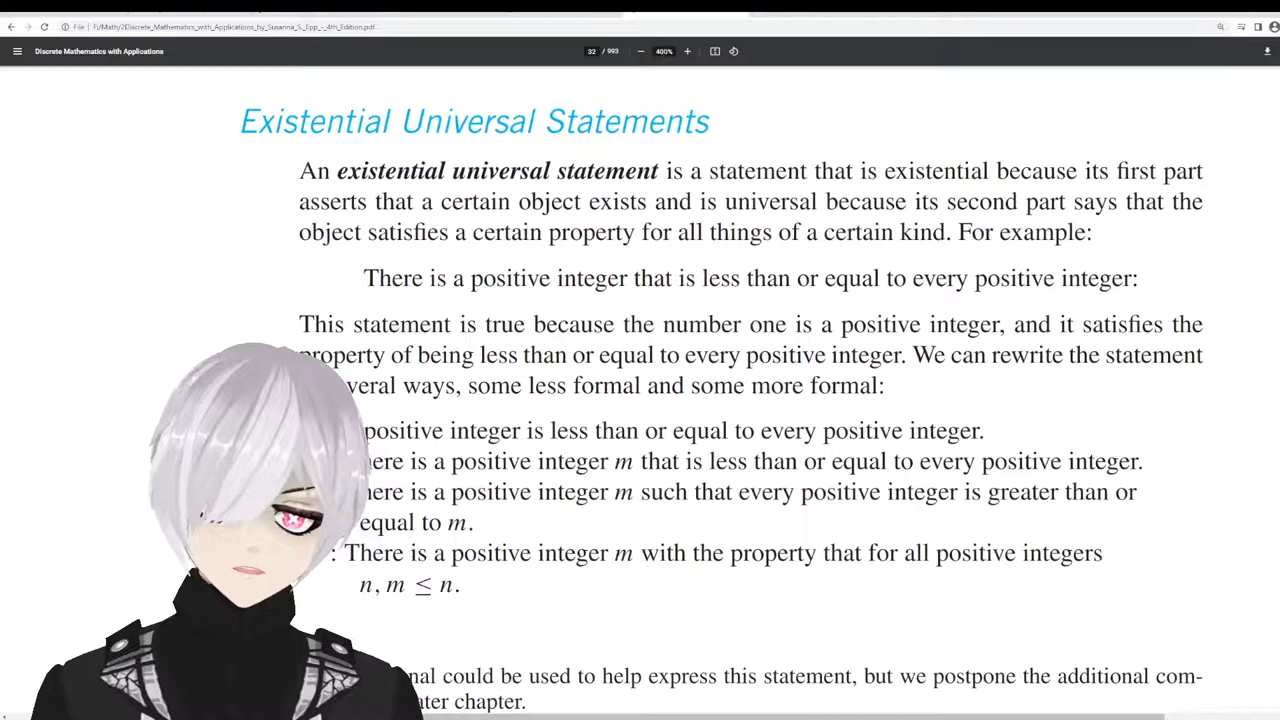 File | F:/Math/2Discrete_Mathematics_with_Applications_by_Susanna_S._Epp_-_4th_Edition.pdf
Discrete Mathematics with Applications
32 / 993
400%
Existential Universal Statements
An existential universal statement is a statement that is existential because its first part
asserts that a certain object exists and is universal because its second part says that the
object satisfies a certain property for all things of a certain kind. For example:
There is a positive integer that is less than or equal to every positive integer:
This statement is true because the number one is a positive integer, and it satisfies the
property of being less than or equal to every positive integer. We can rewrite the statement
veral ways, some less formal and some more formal:
positive integer is less than or equal to every positive integer.
here is a positive integer m that is less than or equal to every positive integer.
here is a positive integer m such that every positive integer is greater than or
equal to m.
: There is a positive integer m with the property that for all positive integers
n, m ≤ n.
nal could be used to help express this statement, but we postpone the additional com-
ater chapter.